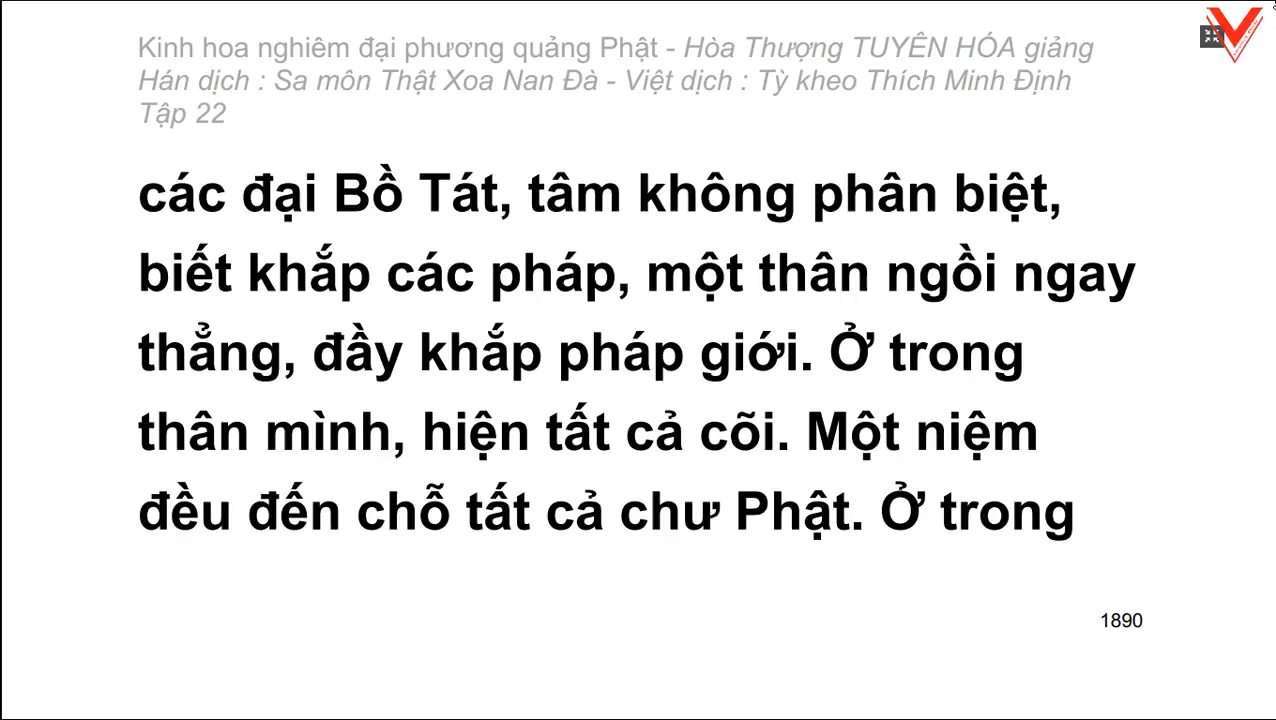 Kinh hoa nghiêm đại phương quảng Phật - Hòa Thượng TUYÊN HÓA giảng
Hán dịch : Sa môn Thật Xoa Nan Đà - Việt dịch : Tỳ kheo Thích Minh Định
Tập 22
các đại Bồ Tát, tâm không phân biệt,
biết khắp các pháp, một thân ngồi ngay
thẳng, đầy khắp pháp giới. Ở trong
thân mình, hiện tất cả cõi. Một niệm
đều đến chỗ tất cả chư Phật. Ở trong
1890